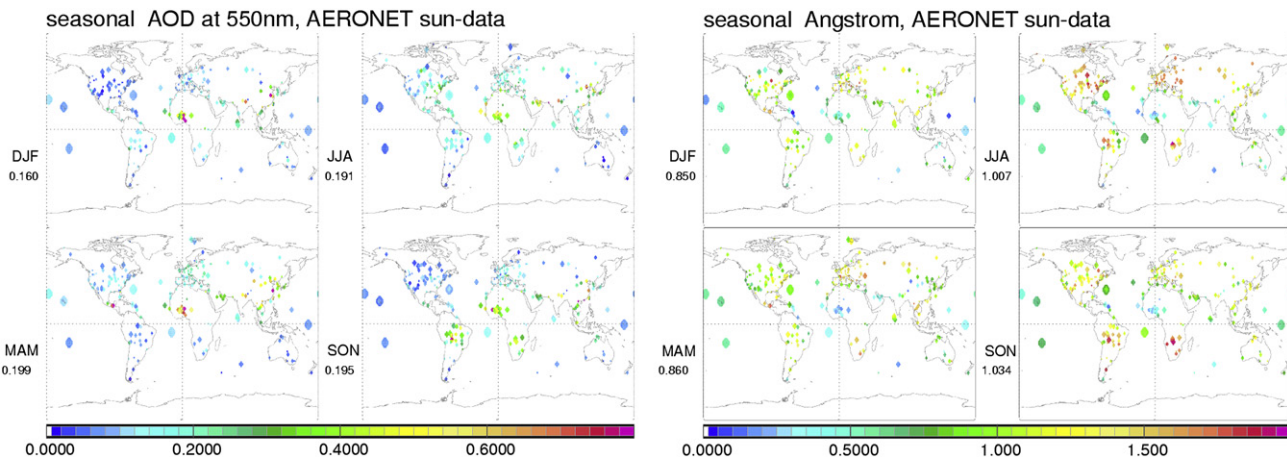 seasonal AOD at 550nm, AERONET sun-data
DJF
0.160
JJA
0.191
MAM
0.199
SON
0.195
0.0000 0.2000 0.4000 0.6000
seasonal Angstrom, AERONET sun-data
DJF
0.850
JJA
1.007
MAM
0.860
SON
1.034
0.0000 0.5000 1.000 1.500